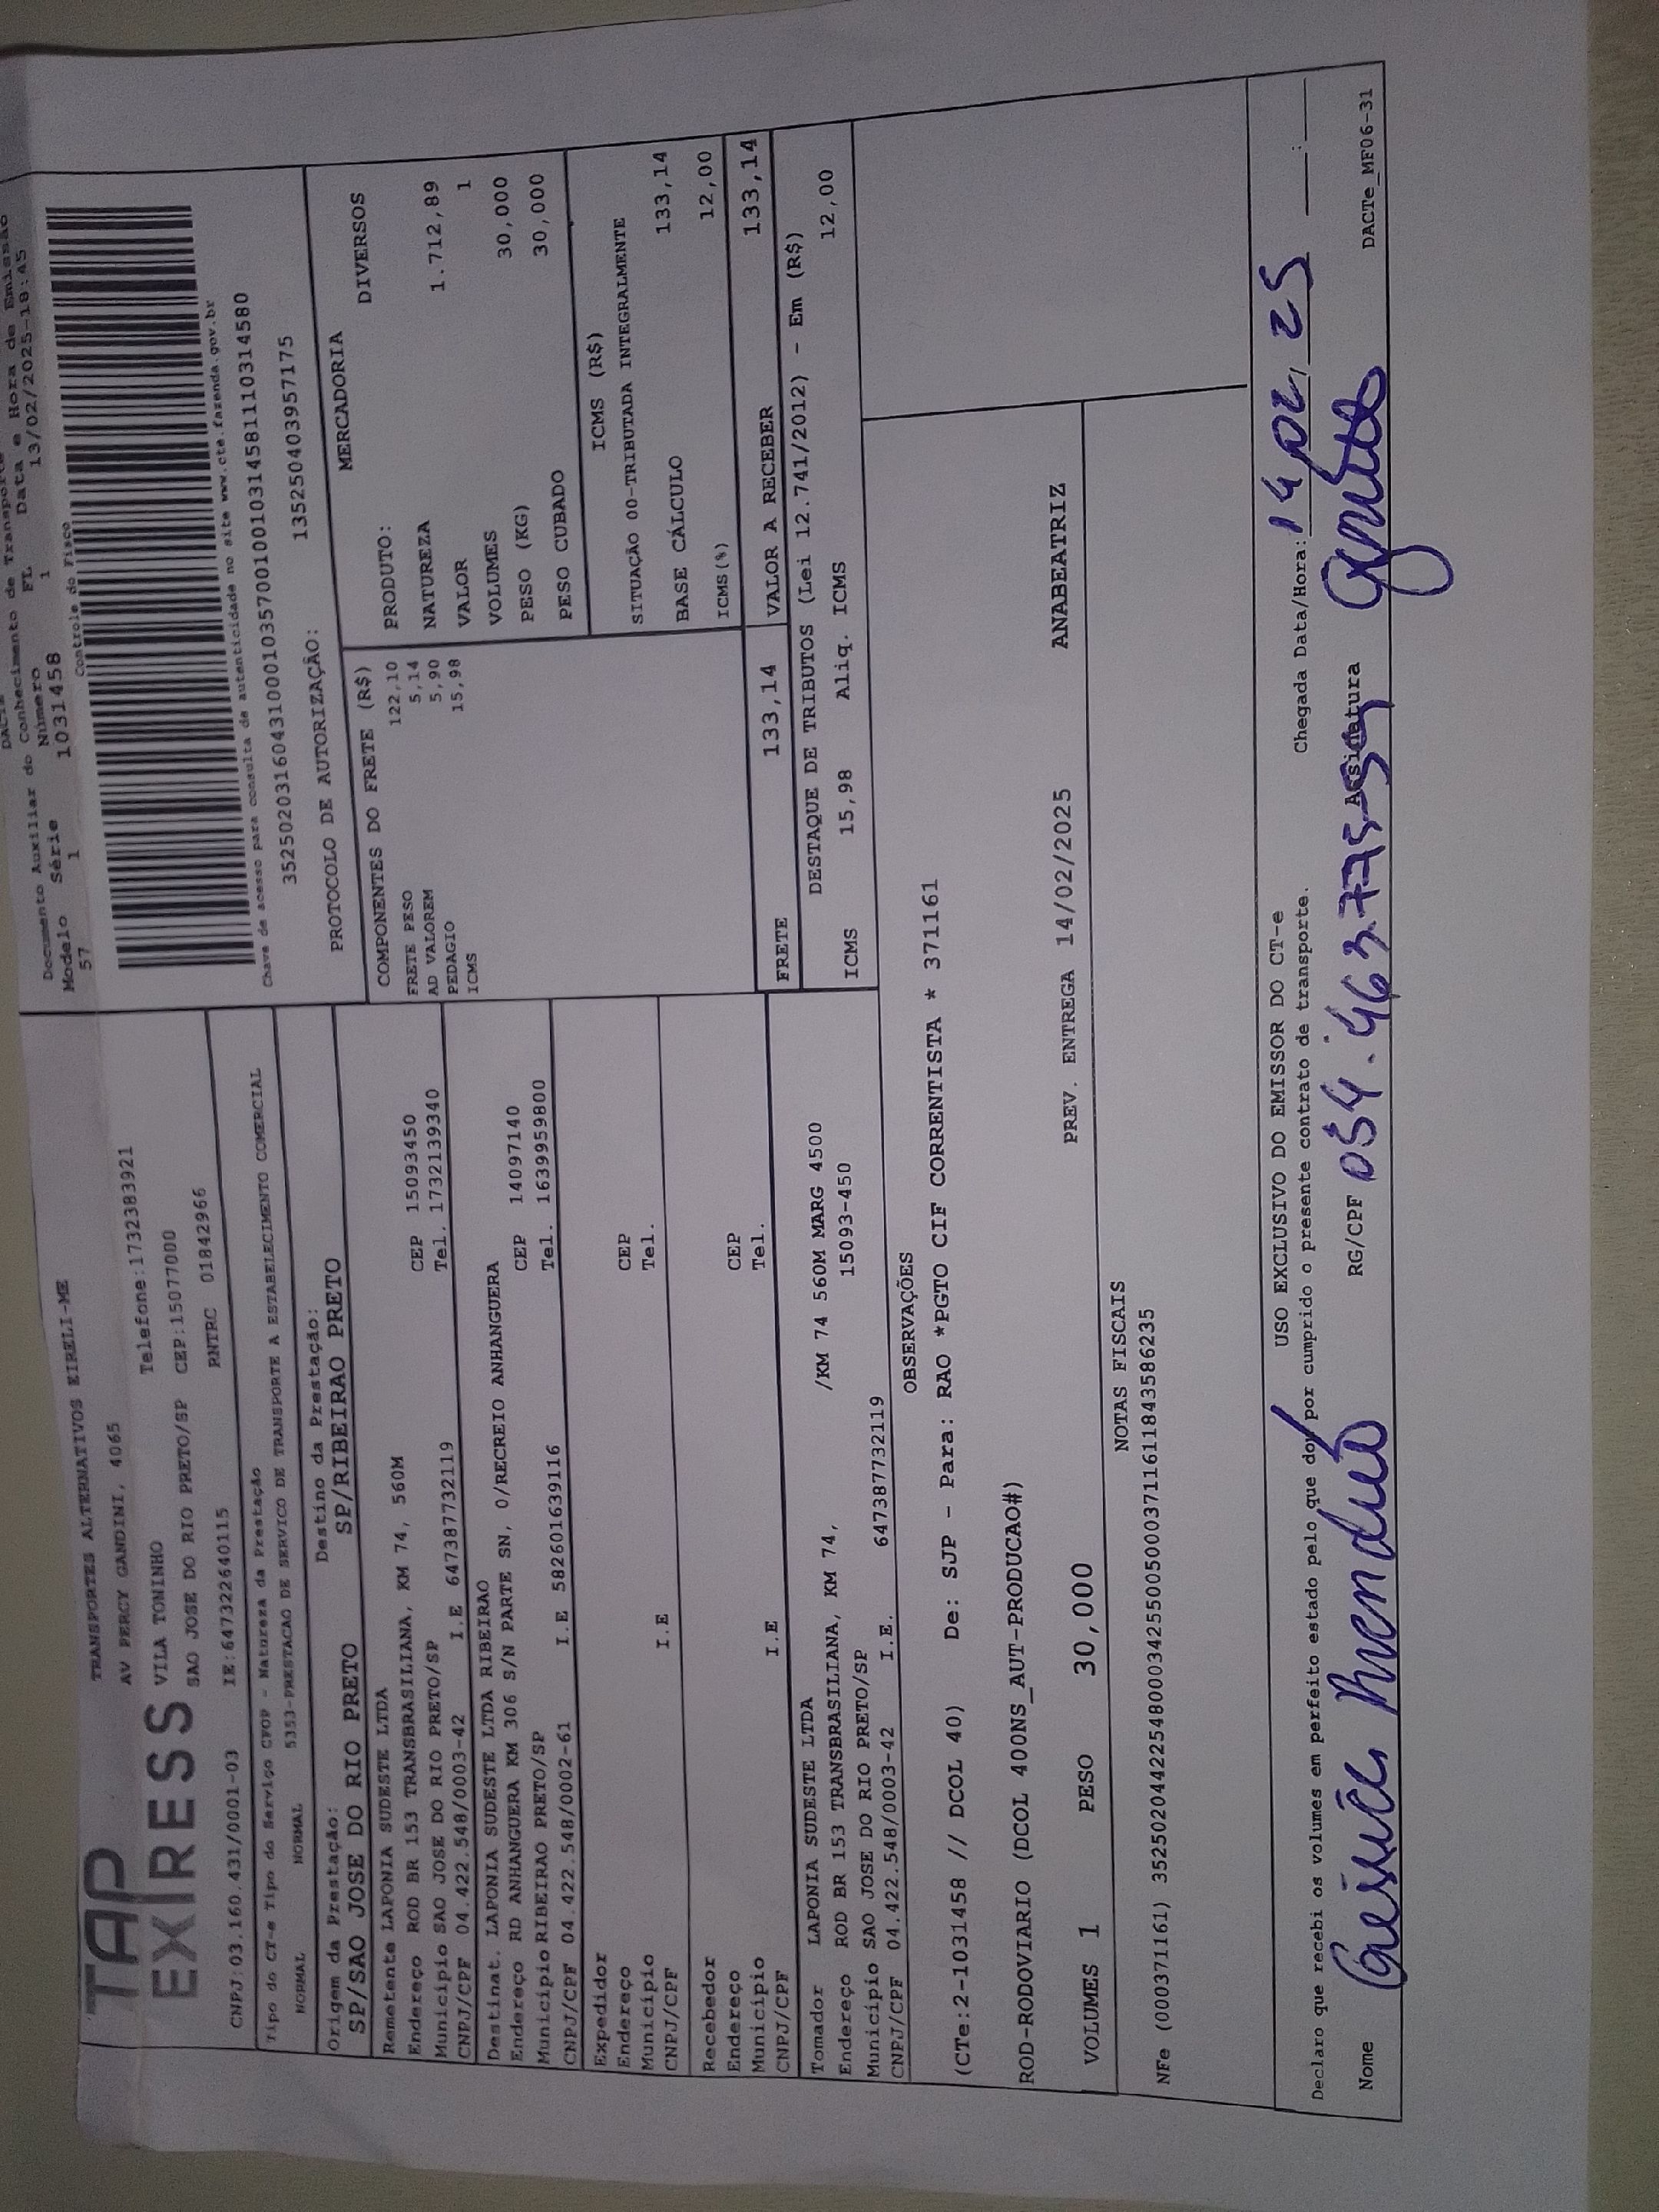 TAP
EXPRESS
TRANSPORTES ALTERNATIVOS EIRELI-ME
AV PERCY GANDINI, 4065
VILA TONINHO Telefone:1732383921
SAO JOSE DO RIO PRETO/SP CEP:15077000
CNPJ:03.160.431/0001-03 IE:647322640115 RNTRC 01842966
Documento Auxiliar do Conhecimento de Transporte
Modelo Série Número FL Data e Hora de Emissão
57 1 1031458 1 13/02/2025-18:45
Controle do Fisco
Chave de acesso para consulta de autenticidade no site www.cte.fazenda.gov.br
35250203160431000103570010010314581110314580
PROTOCOLO DE AUTORIZAÇÃO: 135250403957175
Tipo do CT-e Tipo do Serviço CFOP - Natureza da Prestação
NORMAL NORMAL 5353-PRESTACAO DE SERVICO DE TRANSPORTE A ESTABELECIMENTO COMERCIAL
Origem da Prestação: Destino da Prestação:
SP/SAO JOSE DO RIO PRETO SP/RIBEIRAO PRETO
Remetente LAPONIA SUDESTE LTDA
Endereço ROD BR 153 TRANSBRASILIANA, KM 74, 560M CEP 15093450
Município SAO JOSE DO RIO PRETO/SP Tel. 1732139340
CNPJ/CPF 04.422.548/0003-42 I.E 647387732119
Destinat. LAPONIA SUDESTE LTDA RIBEIRAO
Endereço RD ANHANGUERA KM 306 S/N PARTE SN, 0/RECREIO ANHANGUERA
Município RIBEIRAO PRETO/SP CEP 14097140
CNPJ/CPF 04.422.548/0002-61 I.E 582601639116 Tel. 1639959800
Expedidor
Endereço CEP
Município Tel.
CNPJ/CPF I.E
Recebedor
Endereço CEP
Município Tel.
CNPJ/CPF I.E
Tomador LAPONIA SUDESTE LTDA
Endereço ROD BR 153 TRANSBRASILIANA, KM 74, /KM 74 560M MARG 4500
Município SAO JOSE DO RIO PRETO/SP 15093-450
CNPJ/CPF 04.422.548/0003-42 I.E. 647387732119
COMPONENTES DO FRETE (R$)
FRETE PESO 122,10
AD VALOREM 5,14
PEDAGIO 5,90
ICMS 15,98
MERCADORIA
PRODUTO: DIVERSOS
NATUREZA
VALOR 1.712,89
VOLUMES 1
PESO (KG) 30,000
PESO CUBADO 30,000
ICMS (R$)
SITUAÇÃO 00-TRIBUTADA INTEGRALMENTE
BASE CÁLCULO 133,14
ICMS(%) 12,00
FRETE 133,14 VALOR A RECEBER 133,14
DESTAQUE DE TRIBUTOS (Lei 12.741/2012) - Em (R$)
ICMS 15,98 Aliq. ICMS 12,00
OBSERVAÇÕES
(CTe:2-1031458 // DCOL 40) De: SJP - Para: RAO *PGTO CIF CORRENTISTA * 371161
ROD-RODOVIARIO (DCOL 400NS_AUT-PRODUCAO#)
VOLUMES 1 PESO 30,000 PREV. ENTREGA 14/02/2025 ANABEATRIZ
NOTAS FISCAIS
NFe (000371161) 35250204422548000342550050003711611843586235
USO EXCLUSIVO DO EMISSOR DO CT-e
Declaro que recebi os volumes em perfeito estado pelo que dou por cumprido o presente contrato de transporte. Chegada Data/Hora: 14/02/25 :
Nome RG/CPF Assinatura
DACTe_MF06-31